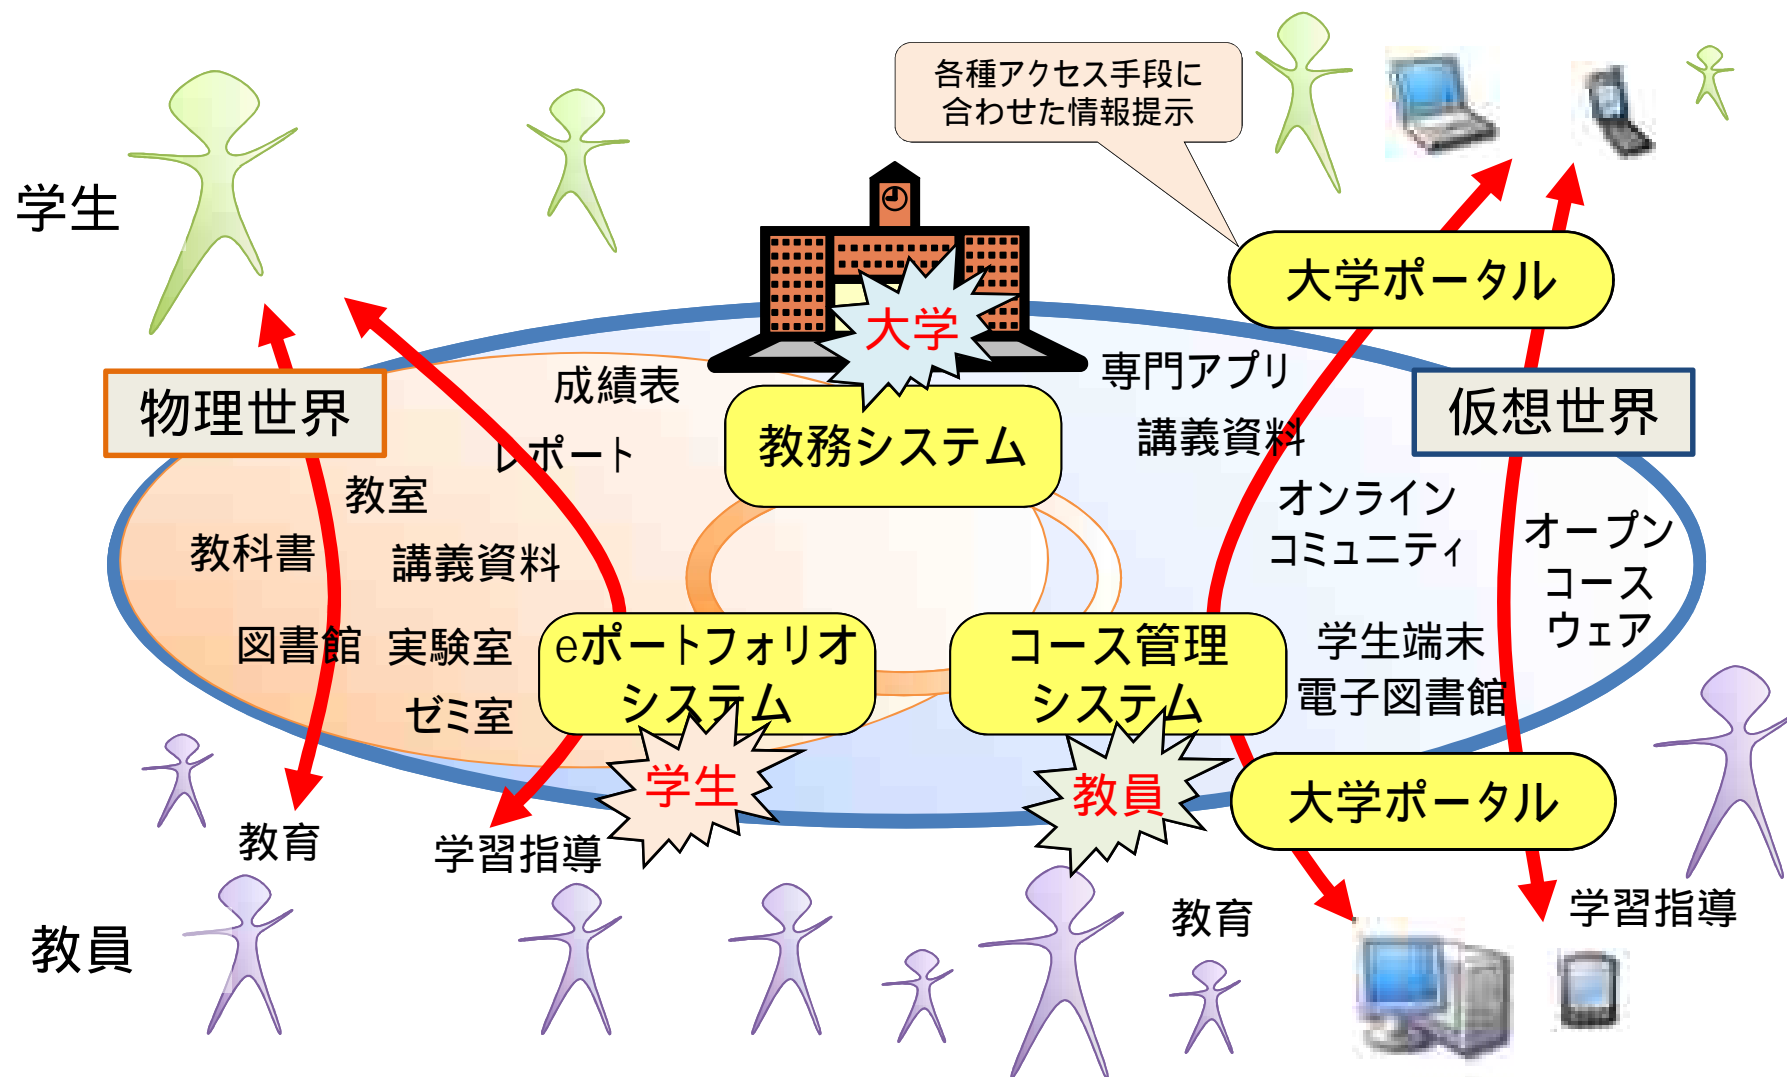 各種アクセス手段に
合わせた情報提示
学生
大学ポータル
大学
物理世界
成績表
レポート
教務システム
専門アプリ
講義資料
仮想世界
教室
教科書
講義資料
オンライン
コミュニティ
オープン
コース
ウェア
図書館
実験室
ゼミ室
eポートフォリオ
システム
コース管理
システム
学生端末
電子図書館
学生
教員
大学ポータル
教育
学習指導
教育
学習指導
教員